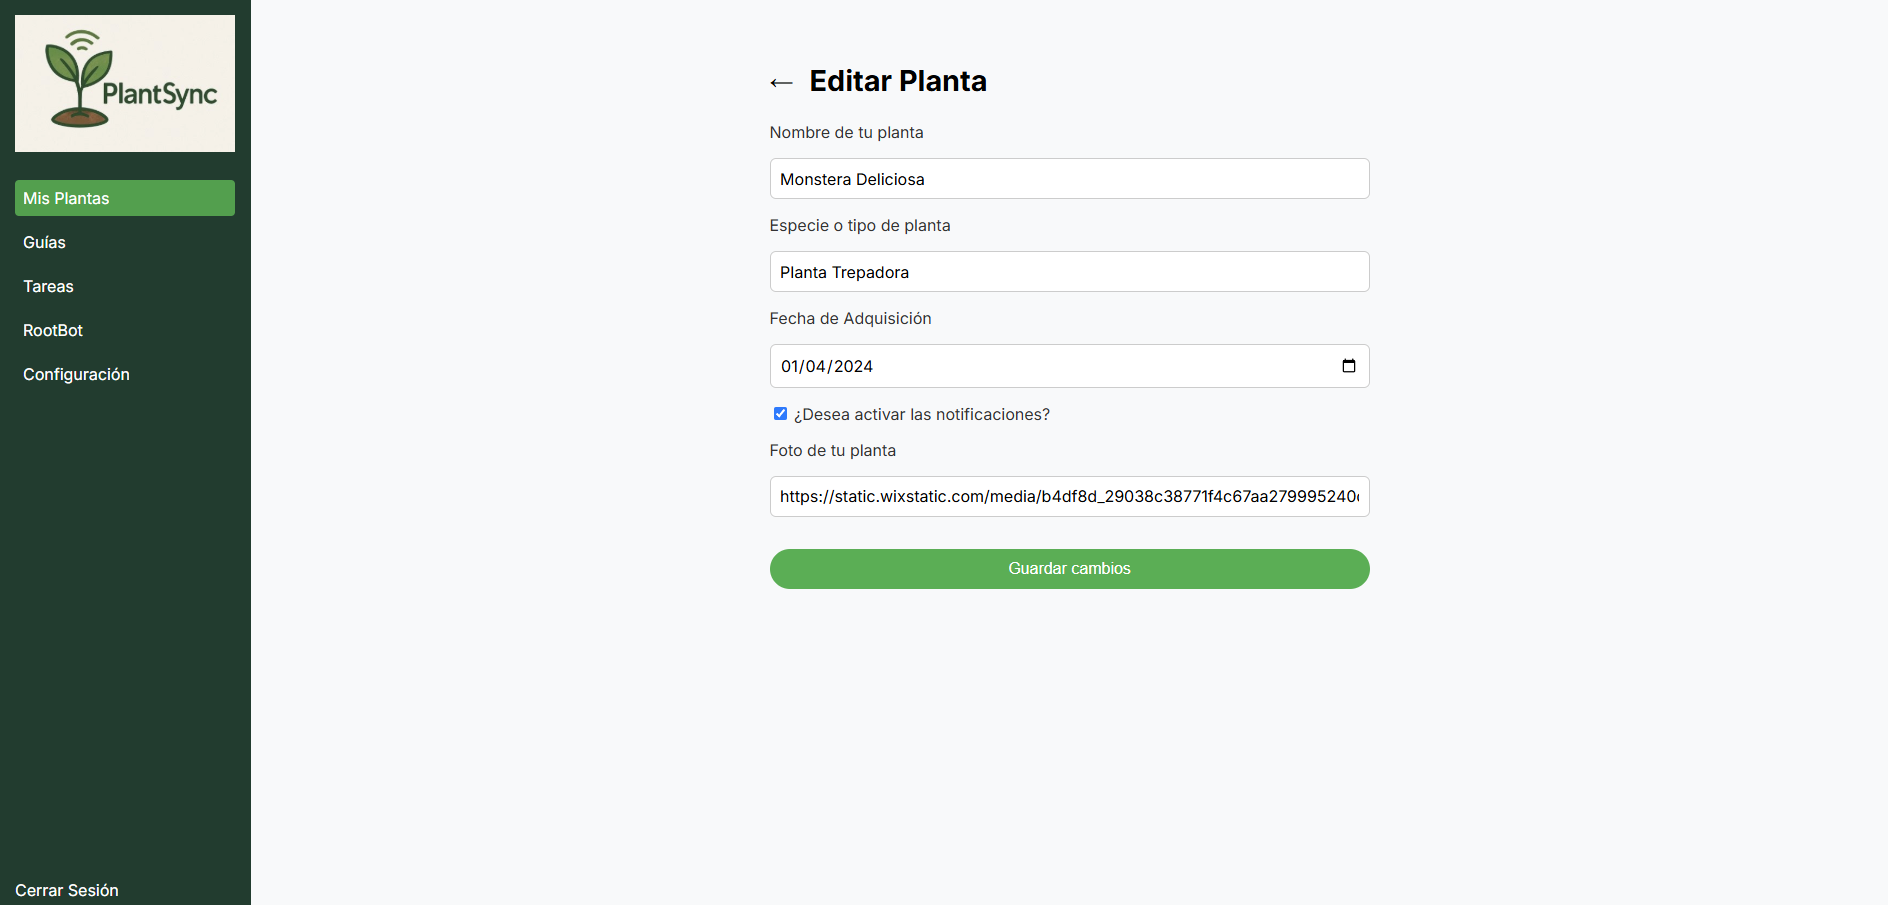 PlantSync
Mis Plantas
Guías
Tareas
RootBot
Configuración
Cerrar Sesión
← Editar Planta
Nombre de tu planta
Monstera Deliciosa
Especie o tipo de planta
Planta Trepadora
Fecha de Adquisición
01/04/2024
¿Desea activar las notificaciones?
Foto de tu planta
https://static.wixstatic.com/media/b4df8d_29038c38771f4c67aa279995240
Guardar cambios